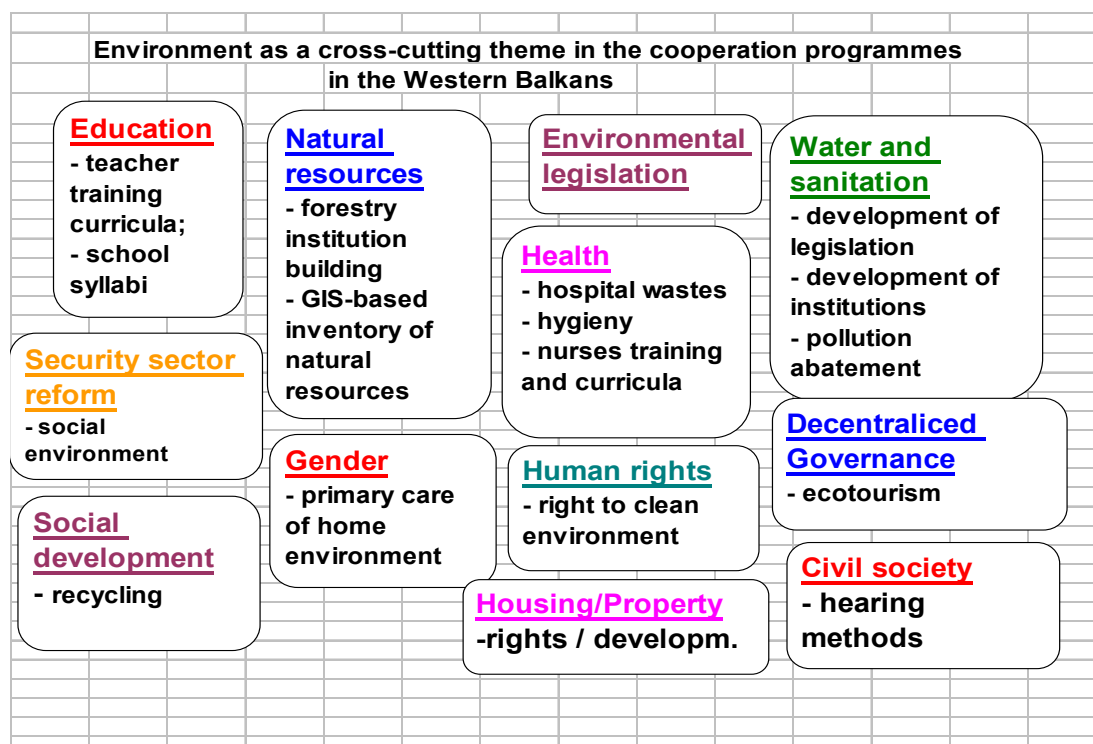 Environment as a cross-cutting theme in the cooperation programmes
in the Western Balkans
Education
- teacher
training
curricula;
- school
syllabi
Natural
resources
- forestry
institution
building
- GIS-based
inventory of
natural
resources
Environmental
legislation
Water and
sanitation
- development of
legislation
- development of
institutions
- pollution
abatement
Health
- hospital wastes
- hygieny
- nurses training
and curricula
Security sector
reform
- social
environment
Gender
- primary care
of home
environment
Human rights
- right to clean
environment
Decentraliced
Governance
- ecotourism
Social
development
- recycling
Housing/Property
-rights / developm.
Civil society
- hearing
methods